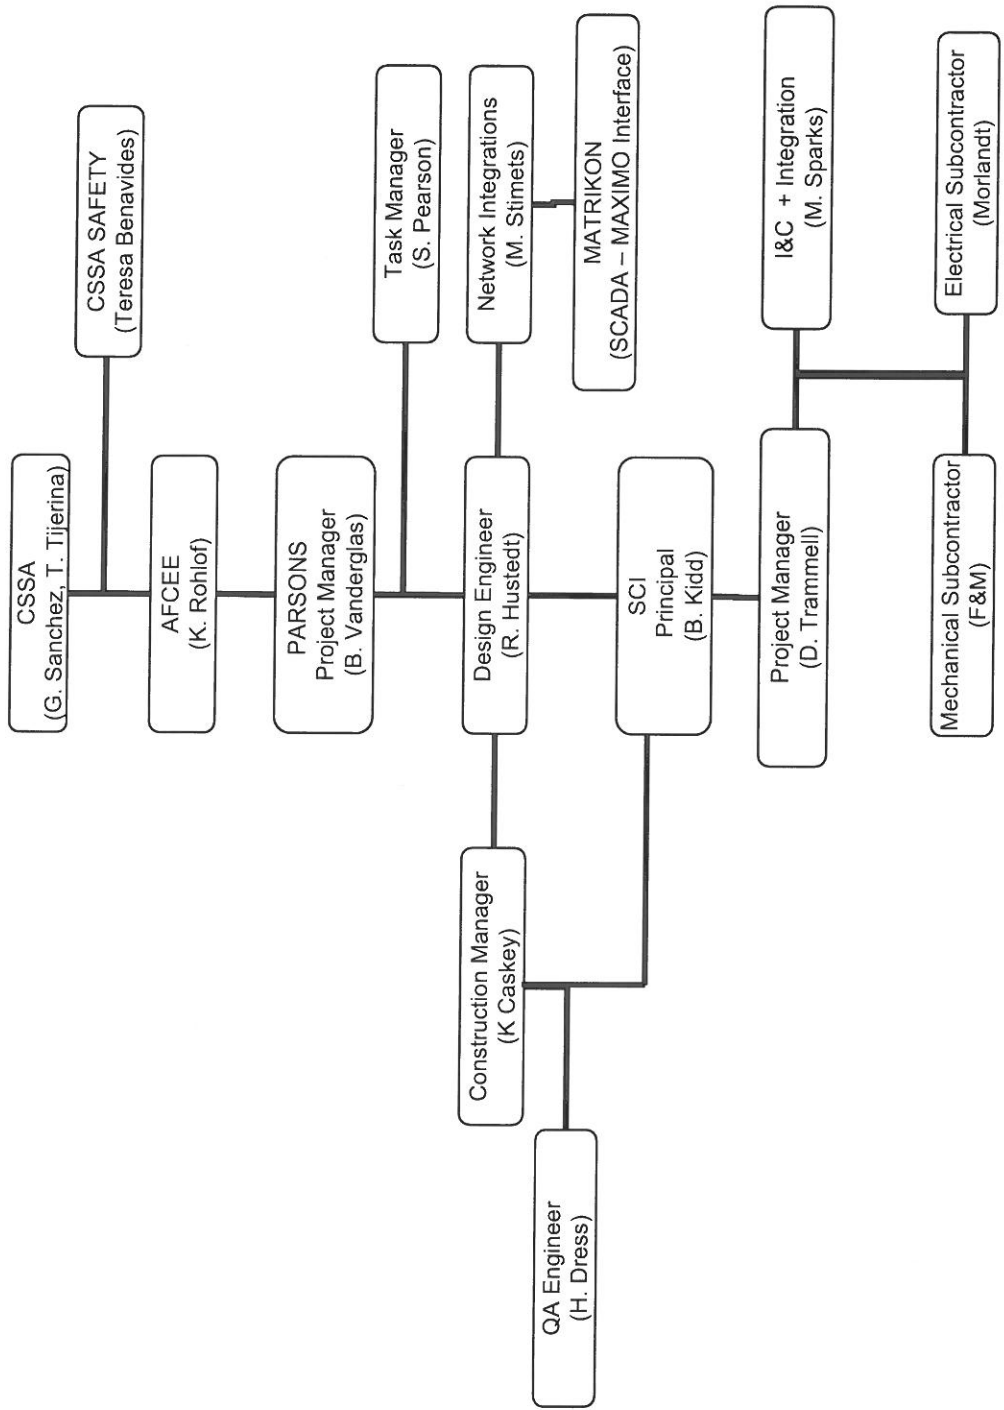 CSSA
(G. Sanchez, T. Tijerina)
CSSA SAFETY
(Teresa Benavides)
AFCEE
(K. Rohlof)
PARSONS
Project Manager
(B. Vanderglas)
Task Manager
(S. Pearson)
Construction Manager
(K Caskey)
Design Engineer
(R. Hustedt)
Network Integrations
(M. Stimets)
QA Engineer
(H. Dress)
MATRIKON
(SCADA – MAXIMO Interface)
SCI
Principal
(B. Kidd)
Project Manager
(D. Trammell)
I&C + Integration
(M. Sparks)
Mechanical Subcontractor
(F&M)
Electrical Subcontractor
(Morlandt)